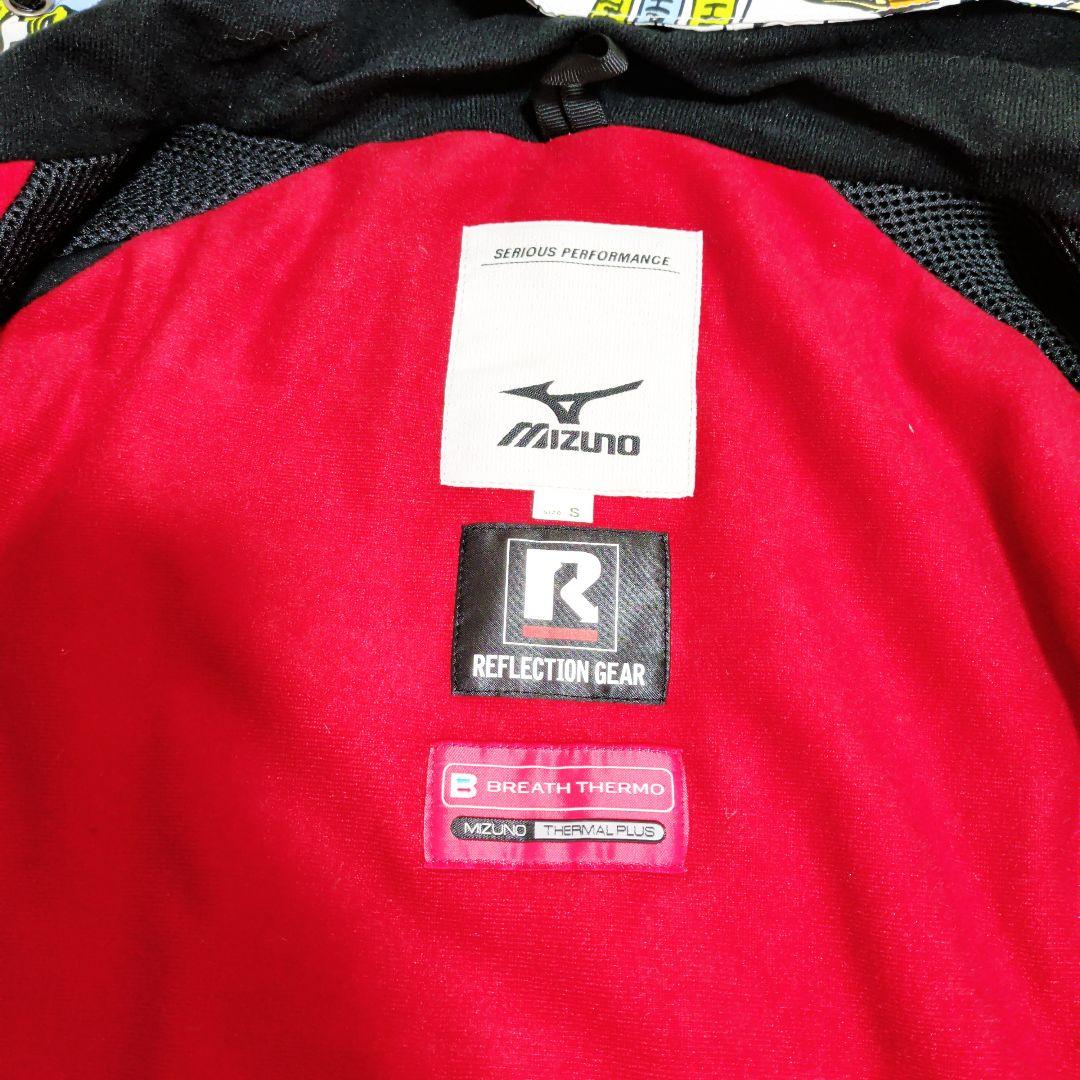 SERIOUS PERFORMANCE
MIZUNO
SIZE S
R
REFLECTION GEAR
B BREATH THERMO
MIZUNO THERMAL PLUS